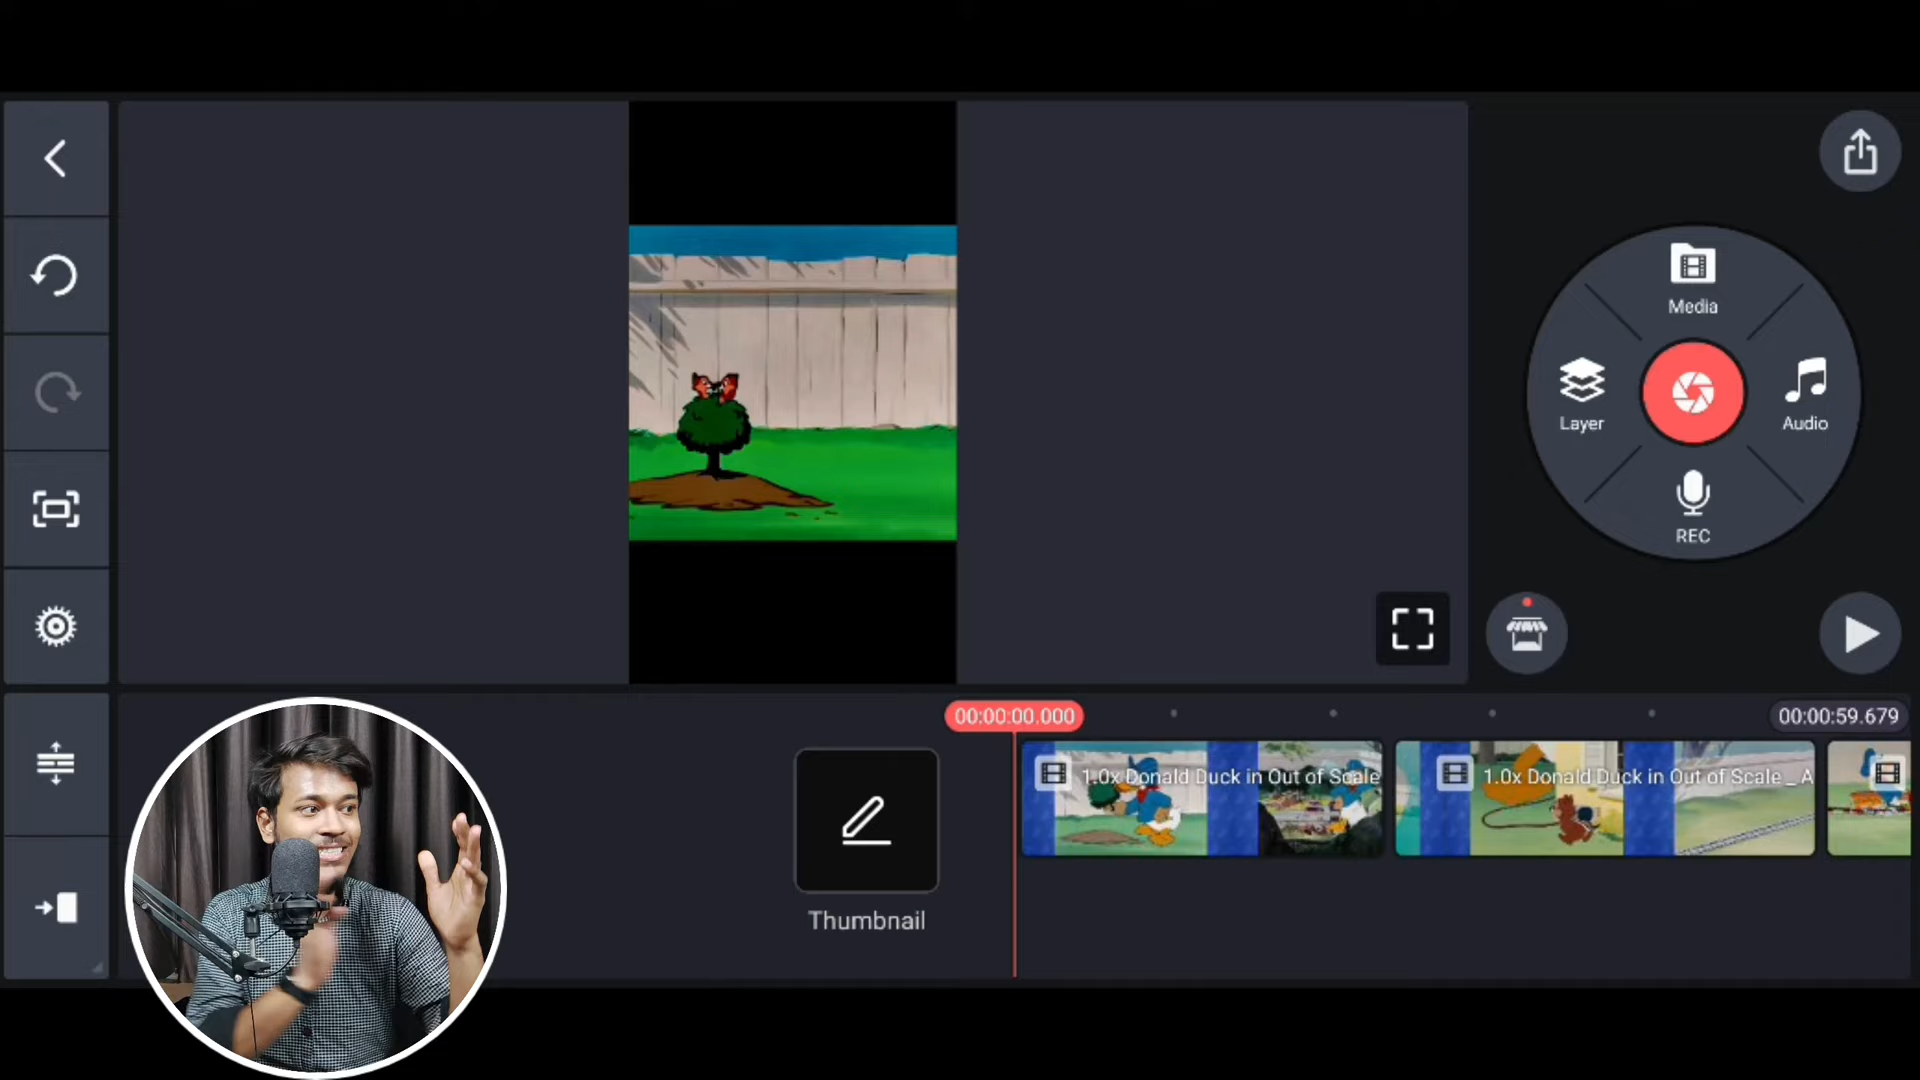 Media
Layer
Audio
REC
00:00:00.000
00:00:59.679
1.0x Donald Duck in Out of Scale
1.0x Donald Duck in Out of Scale _ A
Thumbnail